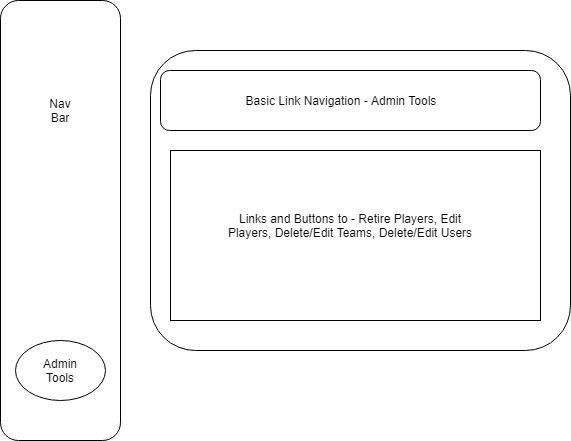 Nav
Bar
Basic Link Navigation - Admin Tools
Links and Buttons to - Retire Players, Edit
Players, Delete/Edit Teams, Delete/Edit Users
Admin
Tools